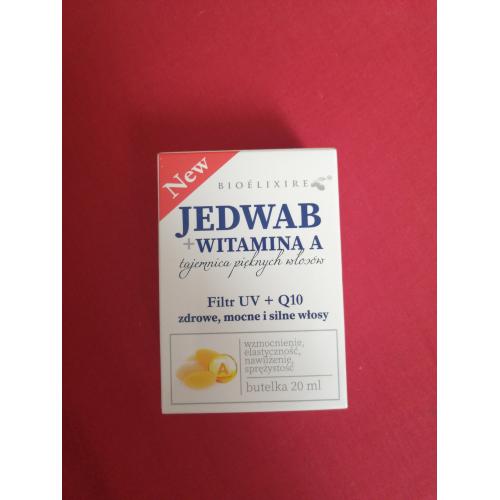 New
BIOÉLIXIRE®
JEDWAB
+WITAMINA A
tajemnica pięknych włosów
Filtr UV + Q10
zdrowe, mocne i silne włosy
wzmocnienie,
elastyczność,
nawilżenie,
sprężystość
A
butelka 20 ml